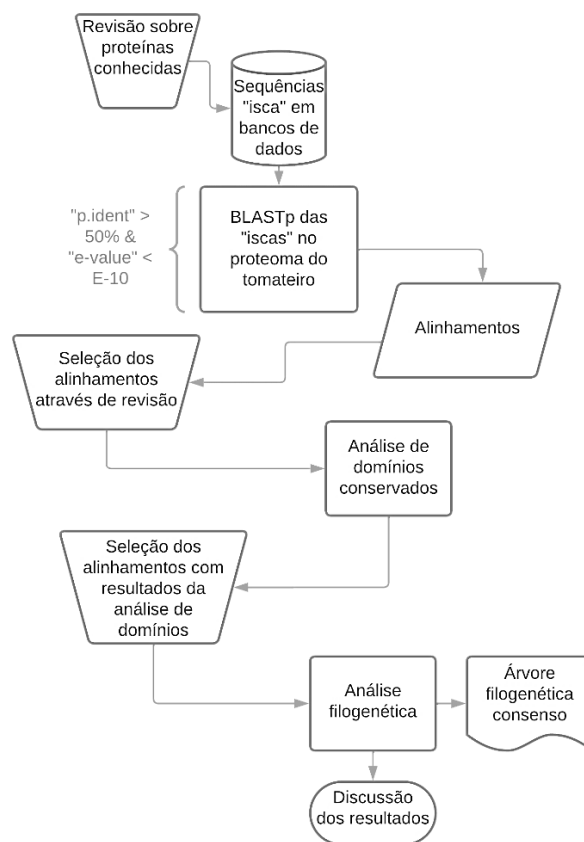 Revisão sobre
proteínas
conhecidas
Sequências
"isca" em
bancos de
dados
"p.ident" >
50% &
"e-value" <
E-10
BLASTp das
"iscas" no
proteoma do
tomateiro
Alinhamentos
Seleção dos
alinhamentos
através de revisão
Análise de
domínios
conservados
Seleção dos
alinhamentos com
resultados da
análise de
domínios
Análise
filogenética
Árvore
filogenética
consenso
Discussão
dos resultados